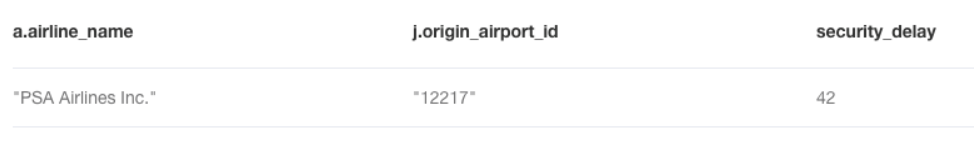 a.airline_name j.origin_airport_id security_delay
"PSA Airlines Inc." "12217" 42